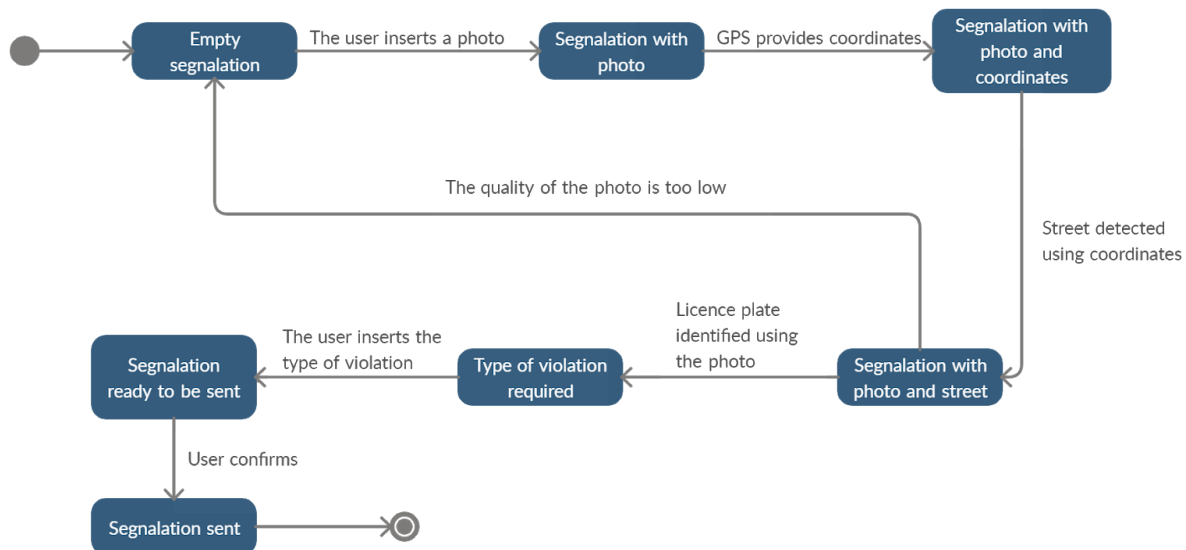 Empty
segnalation
The user inserts a photo
Segnalation with
photo
GPS provides coordinates
Segnalation with
photo and
coordinates
The quality of the photo is too low
Street detected
using coordinates
Segnalation
ready to be sent
The user inserts the
type of violation
Type of violation
required
Licence plate
identified using
the photo
Segnalation with
photo and street
User confirms
Segnalation sent